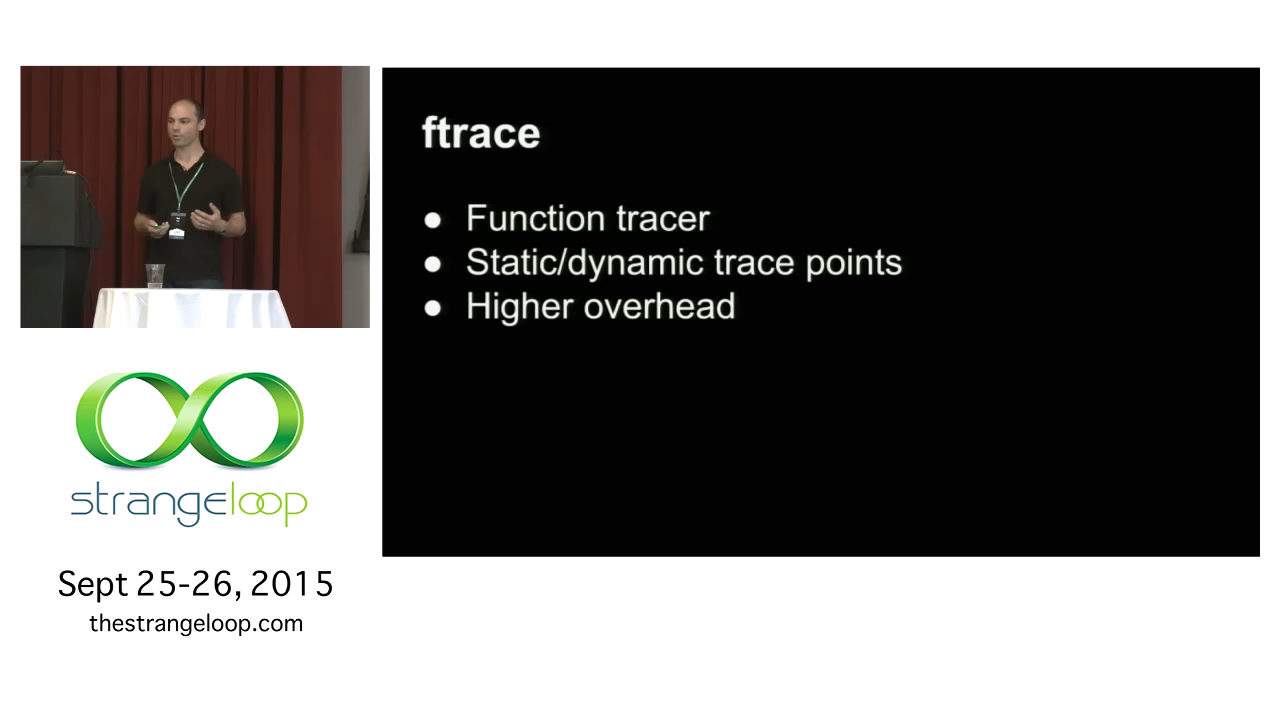 ftrace
● Function tracer
● Static/dynamic trace points
● Higher overhead
strangeloop
Sept 25-26, 2015
thestrangeloop.com